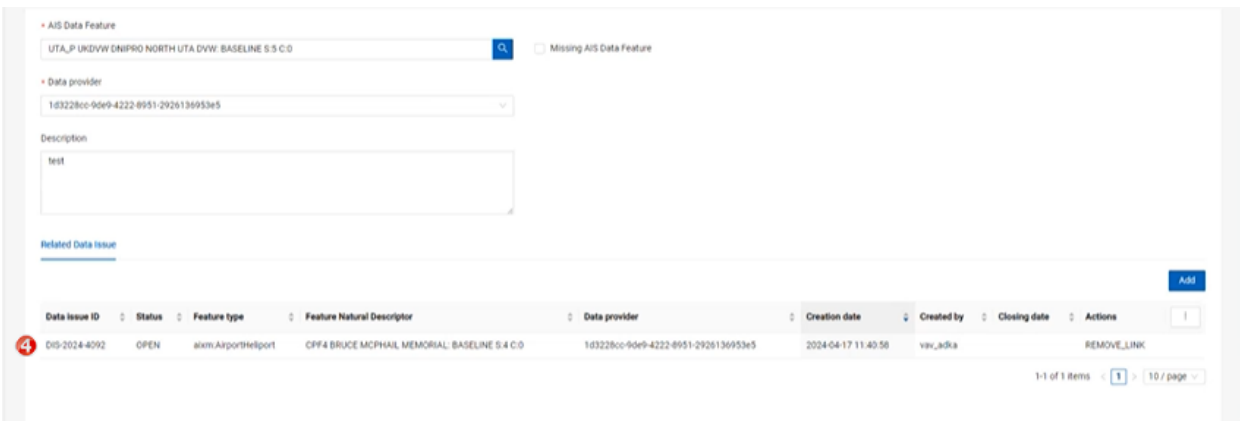 * AIS Data Feature
UTA_P UKDVW DNIPRO NORTH UTA DVW: BASELINE S:5 C:0
Missing AIS Data Feature
* Data provider
1d3228cc-9de9-4222-8951-2926136953e5
Description
test
Related Data Issue
Add
Data issue ID Status Feature type Feature Natural Descriptor Data provider Creation date Created by Closing date Actions
4 DIS-2024-4092 OPEN aixm:AirportHeliport CPF4 BRUCE MCPHAIL MEMORIAL: BASELINE S:4 C:0 1d3228cc-9de9-4222-8951-2926136953e5 2024-04-17 11:40:58 vav_adka REMOVE_LINK
1-1 of 1 items < 1 > 10 / page